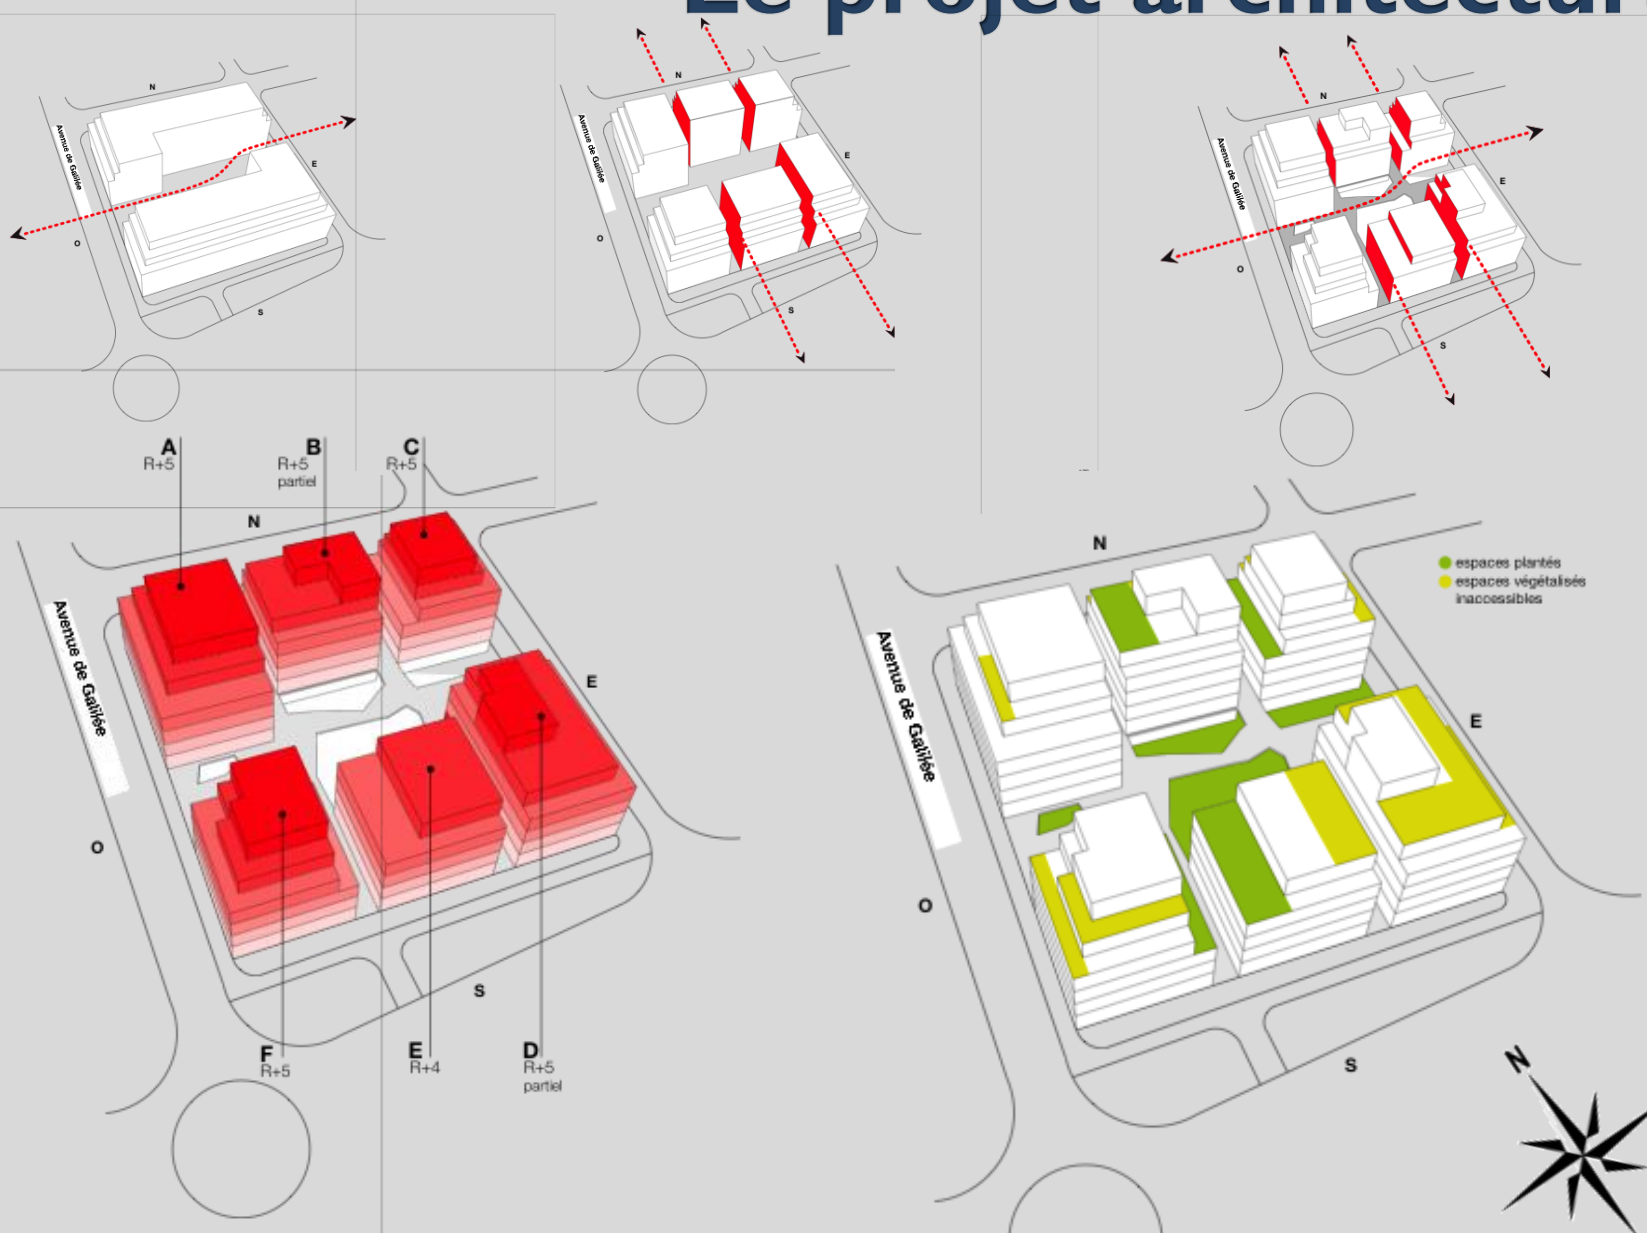 Le projet architectur
N
Avenue de Galilée
E
O
S
N
Avenue de Galilée
E
O
S
N
Avenue de Galilée
E
O
S
A
R+5
B
R+5
partiel
C
R+5
N
Avenue de Galilée
E
O
S
F
R+5
E
R+4
D
R+5
partiel
N
espaces plantés
espaces végétalisés
inaccessibles
Avenue de Galilée
E
O
S
N